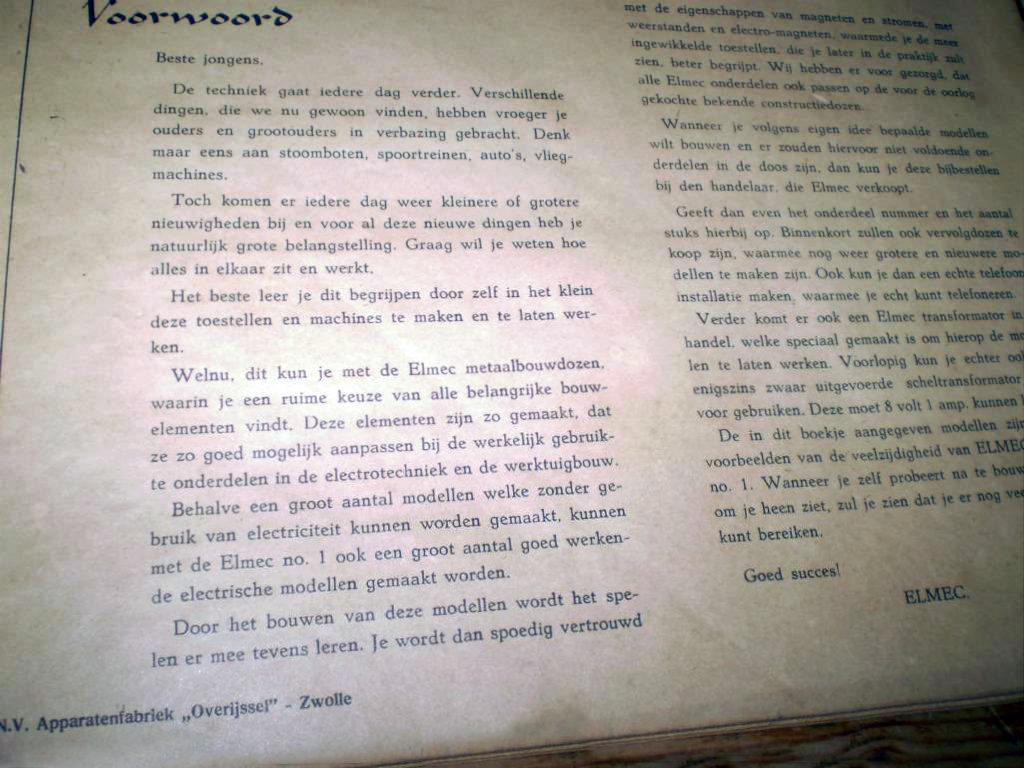 Voorwoord
Beste jongens,
De techniek gaat iedere dag verder. Verschillende
dingen, die we nu gewoon vinden, hebben vroeger je
ouders en grootouders in verbazing gebracht. Denk
maar eens aan stoomboten, spoortreinen, auto's, vlieg-
machines.
Toch komen er iedere dag weer kleinere of grotere
nieuwigheden bij en voor al deze nieuwe dingen heb je
natuurlijk grote belangstelling. Graag wil je weten hoe
alles in elkaar zit en werkt.
Het beste leer je dit begrijpen door zelf in het klein
deze toestellen en machines te maken en te laten wer-
ken.
Welnu, dit kun je met de Elmec metaalbouwdozen,
waarin je een ruime keuze van alle belangrijke bouw-
elementen vindt. Deze elementen zijn zo gemaakt, dat
ze zo goed mogelijk aanpassen bij de werkelijk gebruik-
te onderdelen in de electrotechniek en de werktuigbouw.
Behalve een groot aantal modellen welke zonder ge-
bruik van electriciteit kunnen worden gemaakt, kunnen
met de Elmec no. 1 ook een groot aantal goed werken-
de electrische modellen gemaakt worden.
Door het bouwen van deze modellen wordt het spe-
len er mee tevens leren. Je wordt dan spoedig vertrouwd
N.V. Apparatenfabriek „Overijssel" - Zwolle
met de eigenschappen van magneten en stromen, met
weerstanden en electro-magneten, waarmede je de meer
ingewikkelde toestellen, die je later in de praktijk zult
zien, beter begrijpt. Wij hebben er voor gezorgd, dat
alle Elmec onderdelen ook passen op de voor de oorlog
gekochte bekende constructiedozen.
Wanneer je volgens eigen idee bepaalde modellen
wilt bouwen en er zouden hiervoor niet voldoende on-
derdelen in de doos zijn, dan kun je deze bijbestellen
bij den handelaar, die Elmec verkoopt.
Geeft dan even het onderdeel nummer en het aantal
stuks hierbij op. Binnenkort zullen ook vervolgdozen te
koop zijn, waarmee nog weer grotere en nieuwere mo-
dellen te maken zijn. Ook kun je dan een echte telefoon
installatie maken, waarmee je echt kunt telefoneren.
Verder komt er ook een Elmec transformator in
handel, welke speciaal gemaakt is om hierop de mo
len te laten werken. Voorlopig kun je echter ook
enigszins zwaar uitgevoerde scheltransformator
voor gebruiken. Deze moet 8 volt 1 amp. kunnen
De in dit boekje aangegeven modellen zijn
voorbeelden van de veelzijdigheid van ELMEC
no. 1. Wanneer je zelf probeert na te bouw
om je heen ziet, zul je zien dat je er nog vee
kunt bereiken.
Goed succes!
ELMEC.